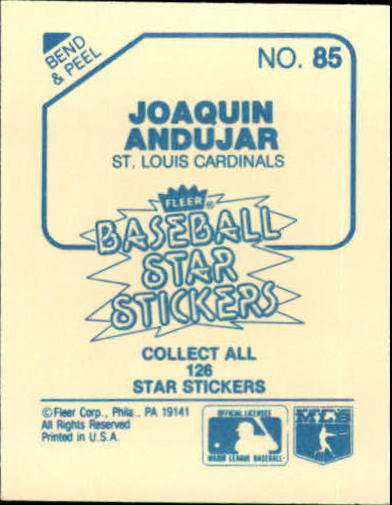 BEND
& PEEL
NO. 85
JOAQUIN
ANDUJAR
ST. LOUIS CARDINALS
FLEER®
BASEBALL
STAR
STICKERS
COLLECT ALL
126
STAR STICKERS
© Fleer Corp., Phila., PA 19141
All Rights Reserved
Printed in U.S.A.
OFFICIAL LICENSEE
MAJOR LEAGUE BASEBALL
MLB